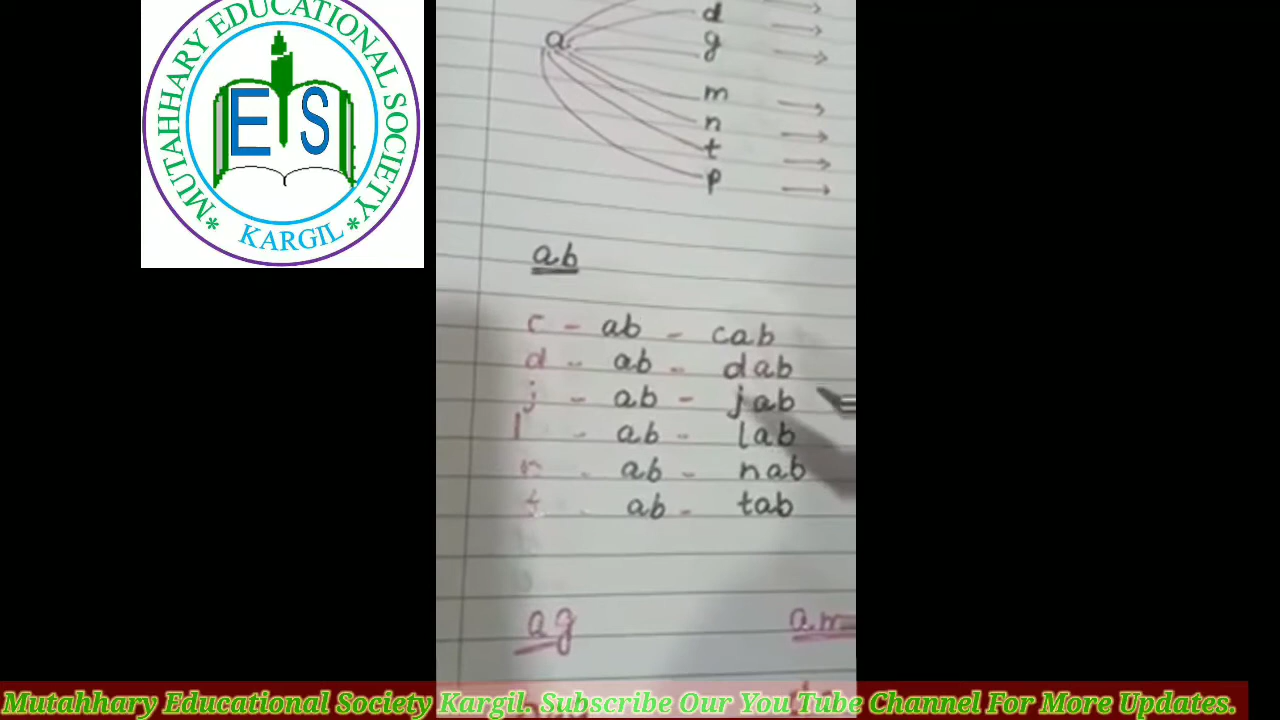 MUTAHHARY EDUCATIONAL SOCIETY
E S
* KARGIL *
a
d
g
m
n
t
p
ab
c - ab - cab
d - ab - dab
j - ab - jab
l - ab - lab
n - ab - nab
t - ab - tab
ag am
Mutahhary Educational Society Kargil. Subscribe Our You Tube Channel For More Updates.